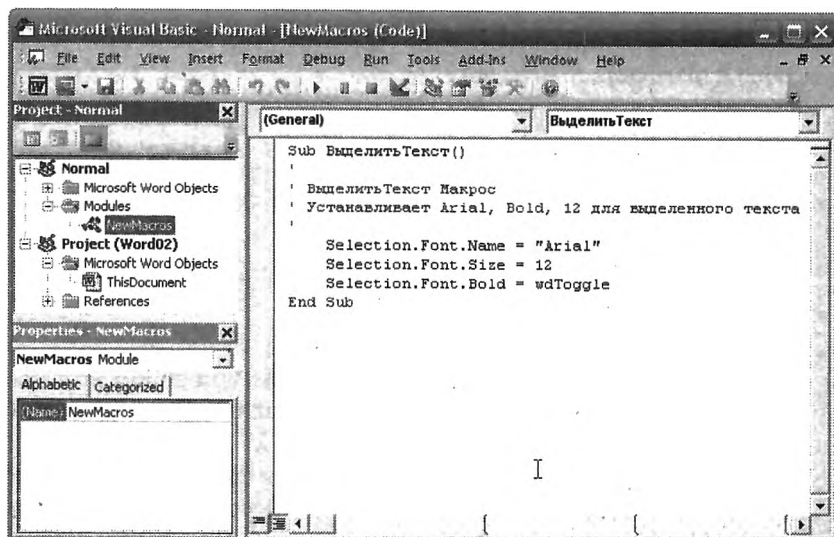 Microsoft Visual Basic - Normal - [NewMacros (Code)]
File Edit View Insert Format Debug Run Tools Add-Ins Window Help
Project - Normal
(General) ВыделитьТекст
Normal
Microsoft Word Objects
Modules
NewMacros
Project (Word02)
Microsoft Word Objects
ThisDocument
References
Properties - NewMacros
NewMacros Module
Alphabetic Categorized
(Name) NewMacros
Sub ВыделитьТекст()
'
' ВыделитьТекст Макрос
' Устанавливает Arial, Bold, 12 для выделенного текста
'
Selection.Font.Name = "Arial"
Selection.Font.Size = 12
Selection.Font.Bold = wdToggle
End Sub